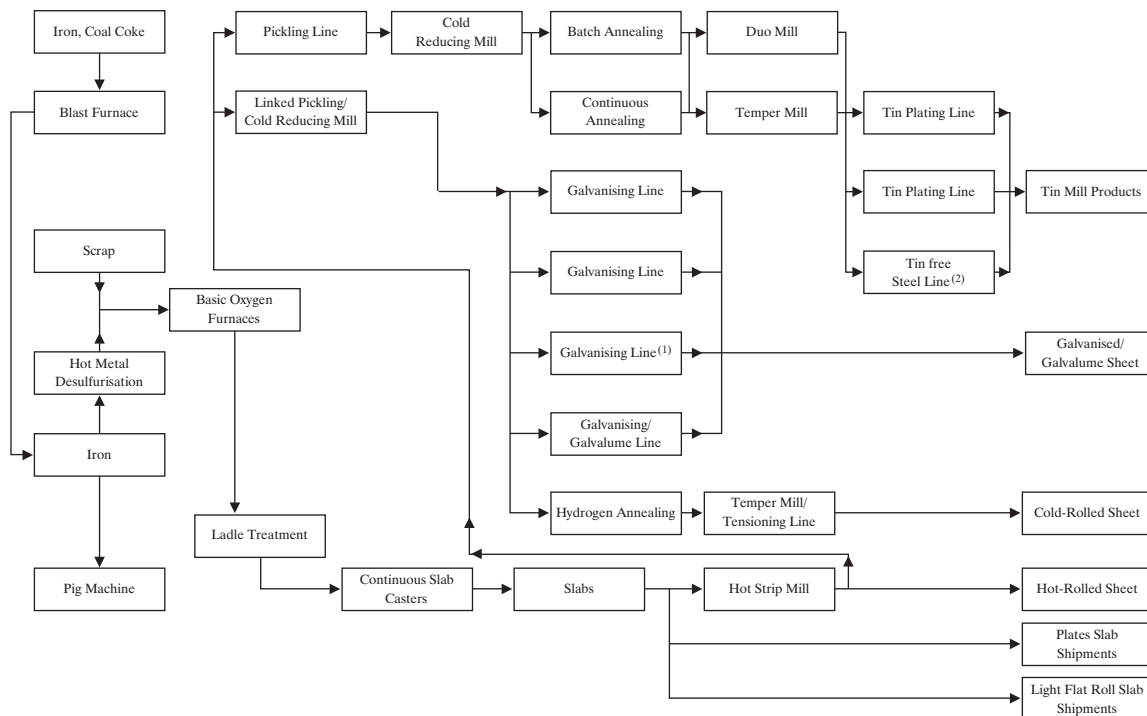 Iron, Coal Coke
Blast Furnace
Scrap
Basic Oxygen
Furnaces
Hot Metal
Desulfurisation
Iron
Pig Machine
Ladle Treatment
Continuous Slab
Casters
Slabs
Hot Strip Mill
Hot-Rolled Sheet
Plates Slab
Shipments
Light Flat Roll Slab
Shipments
Pickling Line
Cold
Reducing Mill
Batch Annealing
Duo Mill
Linked Pickling/
Cold Reducing Mill
Continuous
Annealing
Temper Mill
Tin Plating Line
Tin Plating Line
Tin free
Steel Line(2)
Tin Mill Products
Galvanising Line
Galvanising Line
Galvanising Line(1)
Galvanising/
Galvalume Line
Galvanised/
Galvalume Sheet
Hydrogen Annealing
Temper Mill/
Tensioning Line
Cold-Rolled Sheet